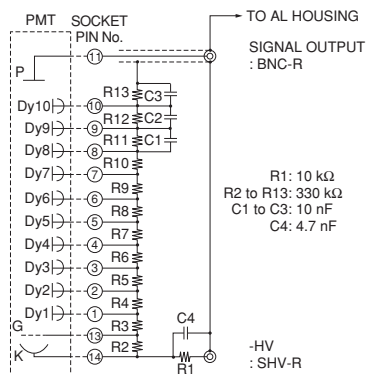 PMT
SOCKET
PIN No.
TO AL HOUSING
SIGNAL OUTPUT
: BNC-R
P
11
R13
C3
Dy10
10
R12
C2
Dy9
9
R11
C1
Dy8
8
R10
Dy7
7
R9
Dy6
6
R8
Dy5
5
R7
Dy4
4
R6
Dy3
3
R5
Dy2
2
R4
Dy1
1
R3
G
13
R2
K
14
C4
R1
R1: 10 kΩ
R2 to R13: 330 kΩ
C1 to C3: 10 nF
C4: 4.7 nF
-HV
: SHV-R